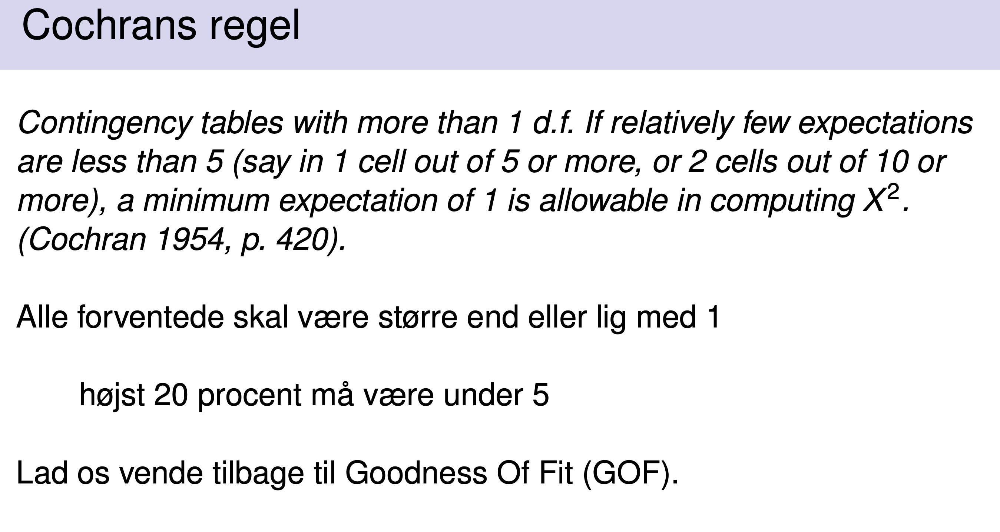 Cochrans regel
Contingency tables with more than 1 d.f. If relatively few expectations
are less than 5 (say in 1 cell out of 5 or more, or 2 cells out of 10 or
more), a minimum expectation of 1 is allowable in computing X².
(Cochran 1954, p. 420).
Alle forventede skal være større end eller lig med 1
højst 20 procent må være under 5
Lad os vende tilbage til Goodness Of Fit (GOF).